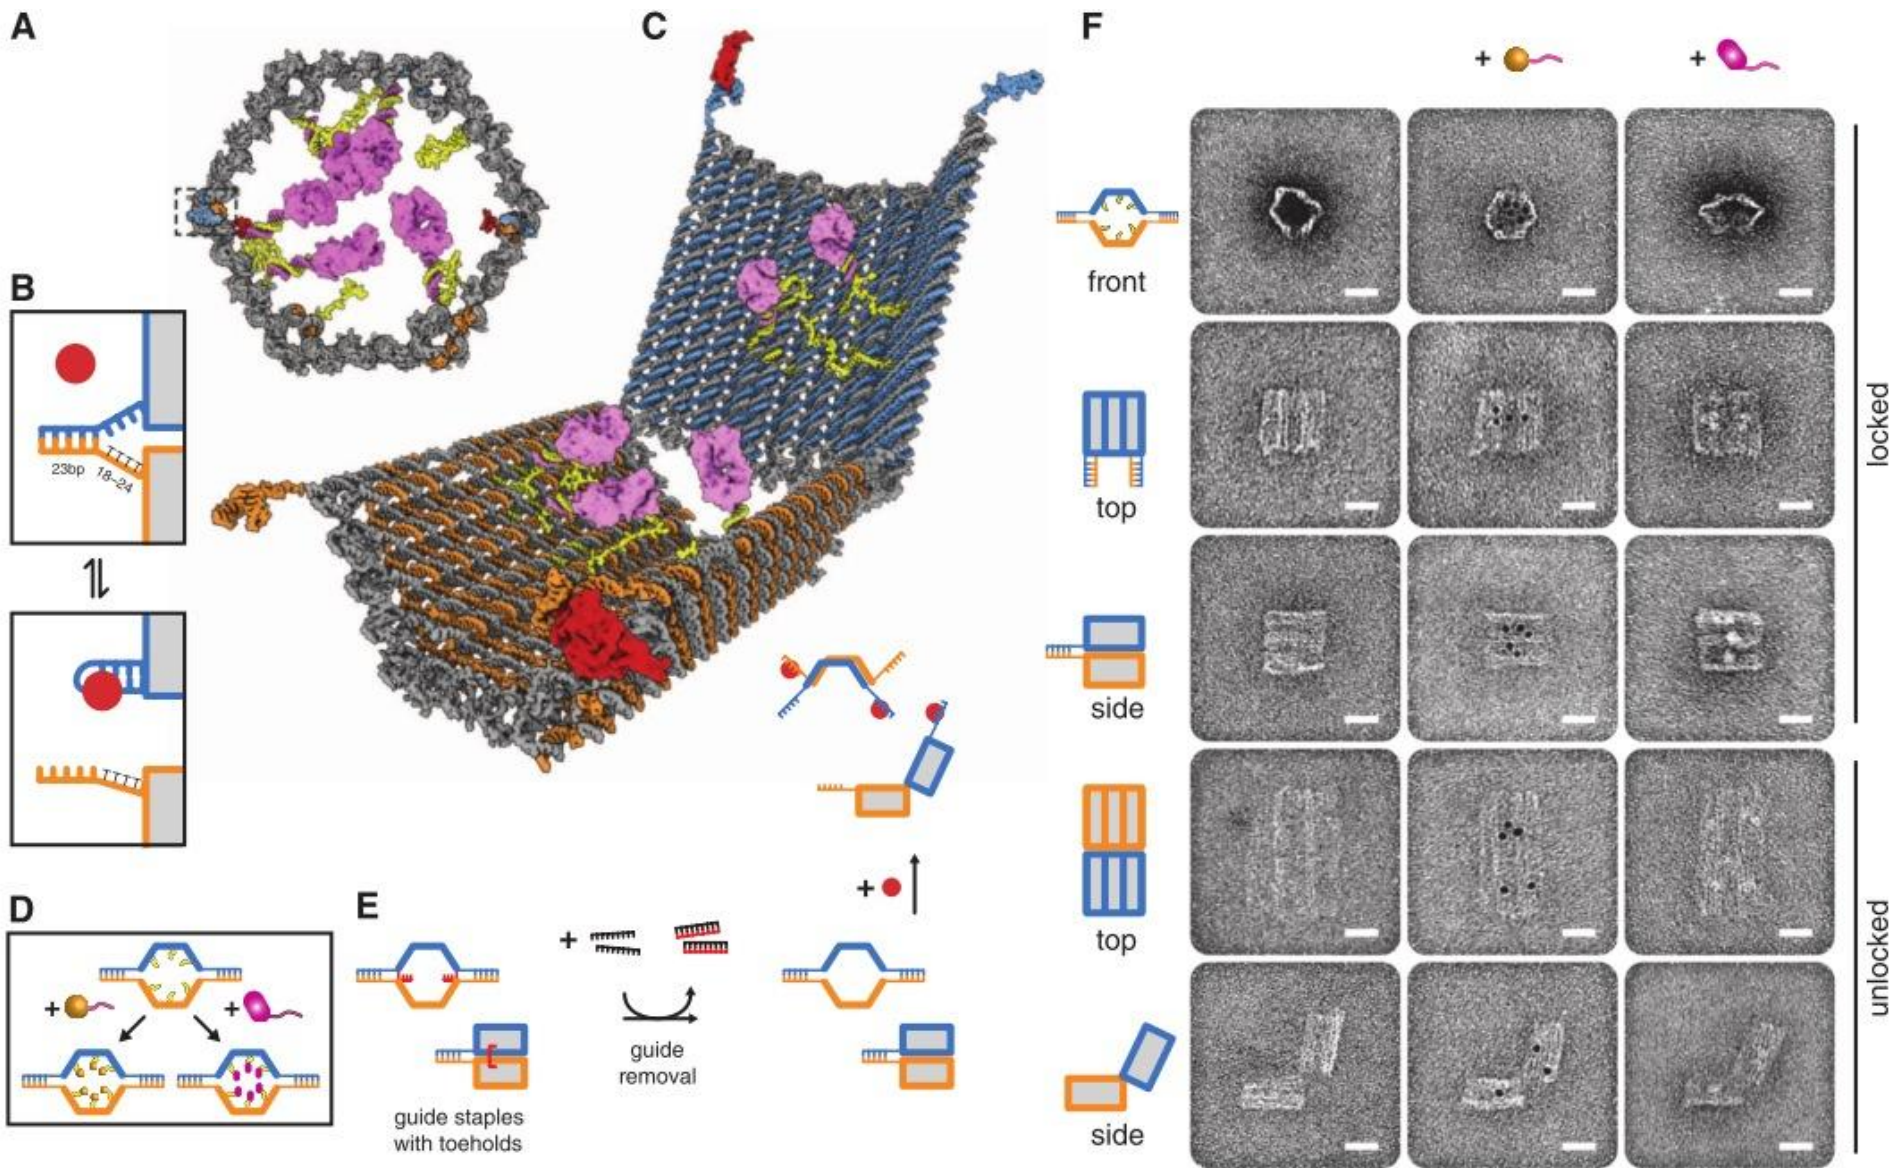 A
C
F
+
+
B
23bp
18–24
front
top
side
locked
top
side
unlocked
D
+
+
E
+
guide
removal
+
guide staples
with toeholds